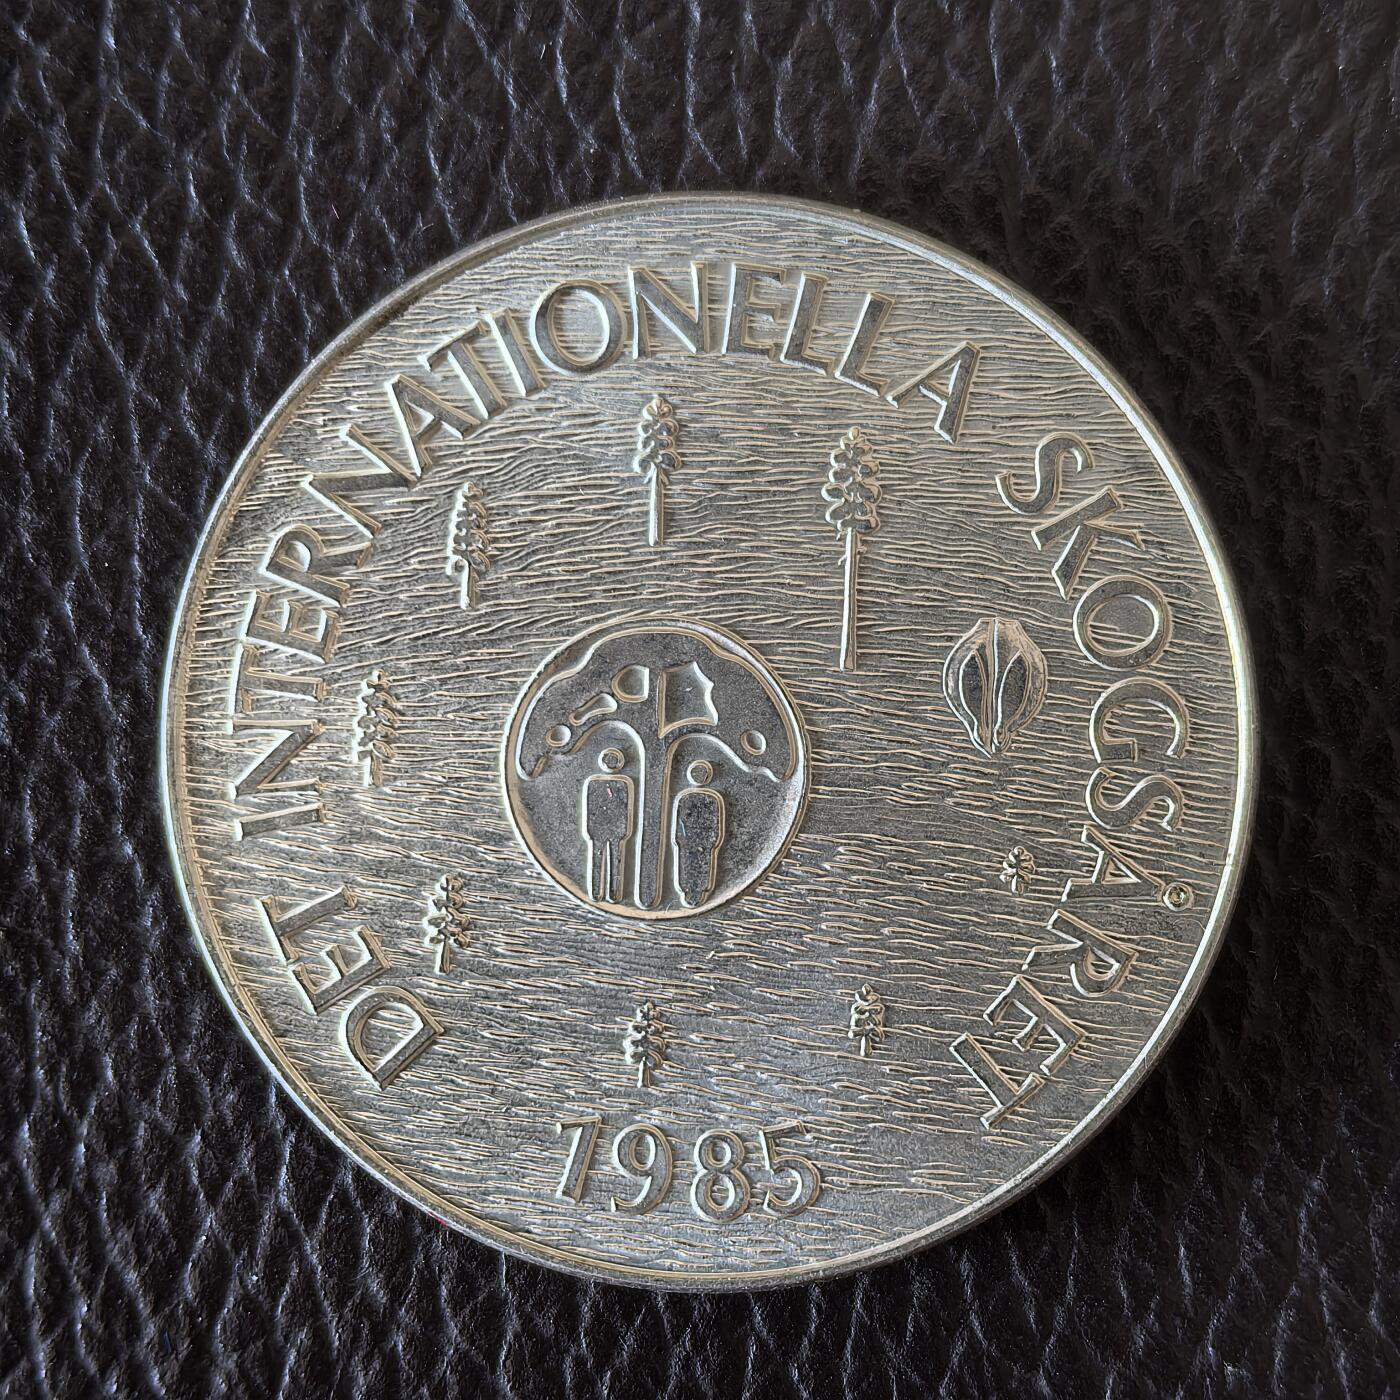 DET INTERNATIONELLA SKOGSÅRET
1985